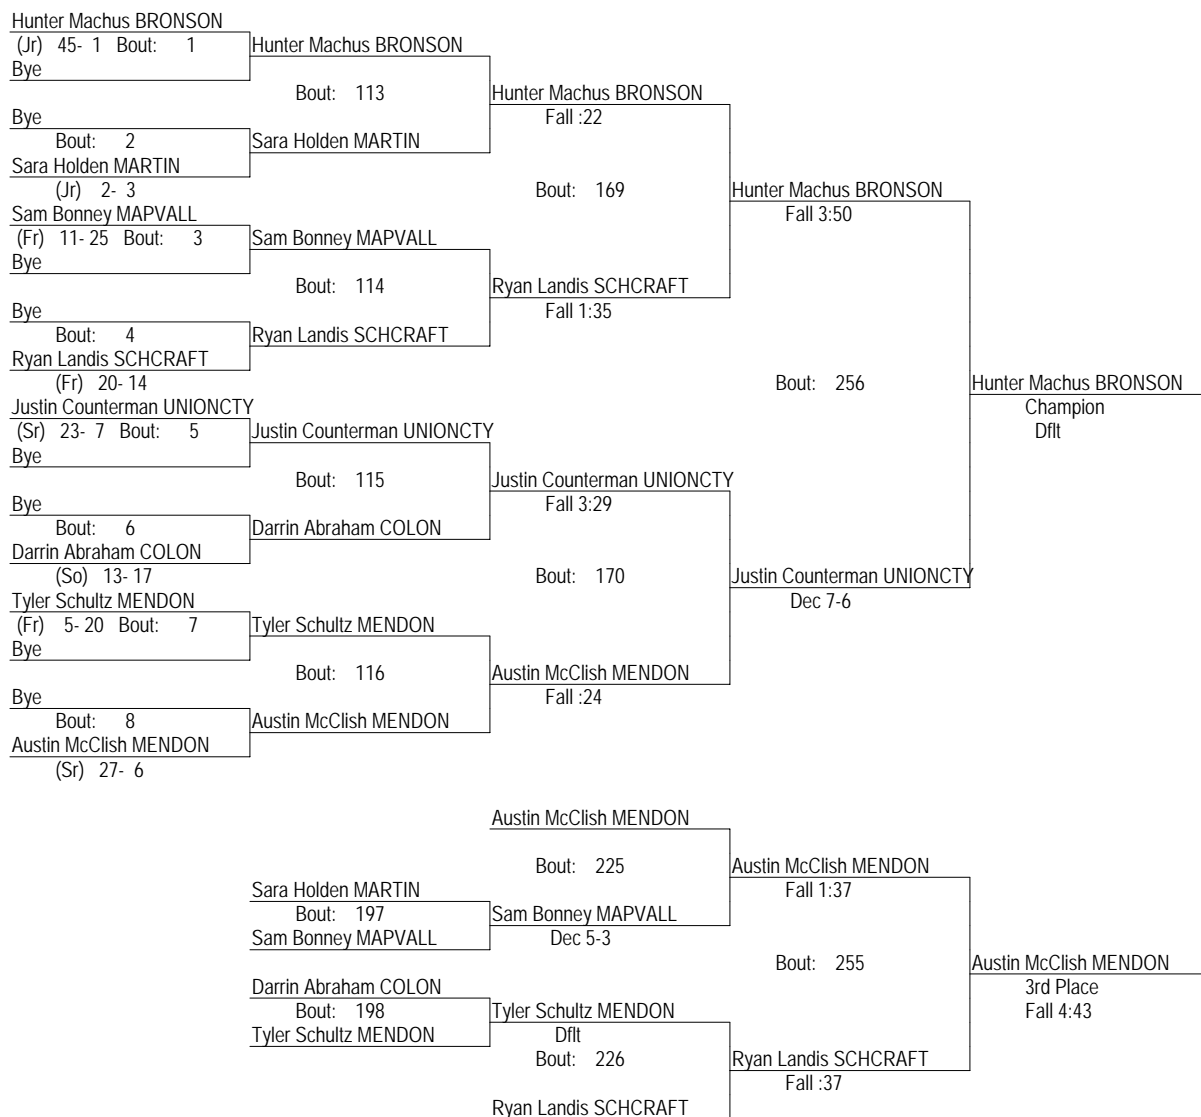 Hunter Machus BRONSON
(Jr) 45- 1 Bout: 1
Bye
Hunter Machus BRONSON
Bout: 113
Bye
Bout: 2
Sara Holden MARTIN
(Jr) 2- 3
Sara Holden MARTIN
Hunter Machus BRONSON
Fall :22
Bout: 169
Sam Bonney MAPVALL
(Fr) 11- 25 Bout: 3
Bye
Sam Bonney MAPVALL
Bout: 114
Bye
Bout: 4
Ryan Landis SCHCRAFT
(Fr) 20- 14
Ryan Landis SCHCRAFT
Ryan Landis SCHCRAFT
Fall 1:35
Hunter Machus BRONSON
Fall 3:50
Bout: 256
Hunter Machus BRONSON
Champion
Dflt
Justin Counterman UNIONCTY
(Sr) 23- 7 Bout: 5
Bye
Justin Counterman UNIONCTY
Bout: 115
Bye
Bout: 6
Darrin Abraham COLON
(So) 13- 17
Darrin Abraham COLON
Justin Counterman UNIONCTY
Fall 3:29
Bout: 170
Justin Counterman UNIONCTY
Dec 7-6
Tyler Schultz MENDON
(Fr) 5- 20 Bout: 7
Bye
Tyler Schultz MENDON
Bout: 116
Bye
Bout: 8
Austin McClish MENDON
(Sr) 27- 6
Austin McClish MENDON
Austin McClish MENDON
Fall :24
Austin McClish MENDON
Bout: 225
Sara Holden MARTIN
Bout: 197
Sam Bonney MAPVALL
Sam Bonney MAPVALL
Dec 5-3
Austin McClish MENDON
Fall 1:37
Bout: 255
Austin McClish MENDON
3rd Place
Fall 4:43
Darrin Abraham COLON
Bout: 198
Tyler Schultz MENDON
Tyler Schultz MENDON
Dflt
Bout: 226
Ryan Landis SCHCRAFT
Fall :37
Ryan Landis SCHCRAFT